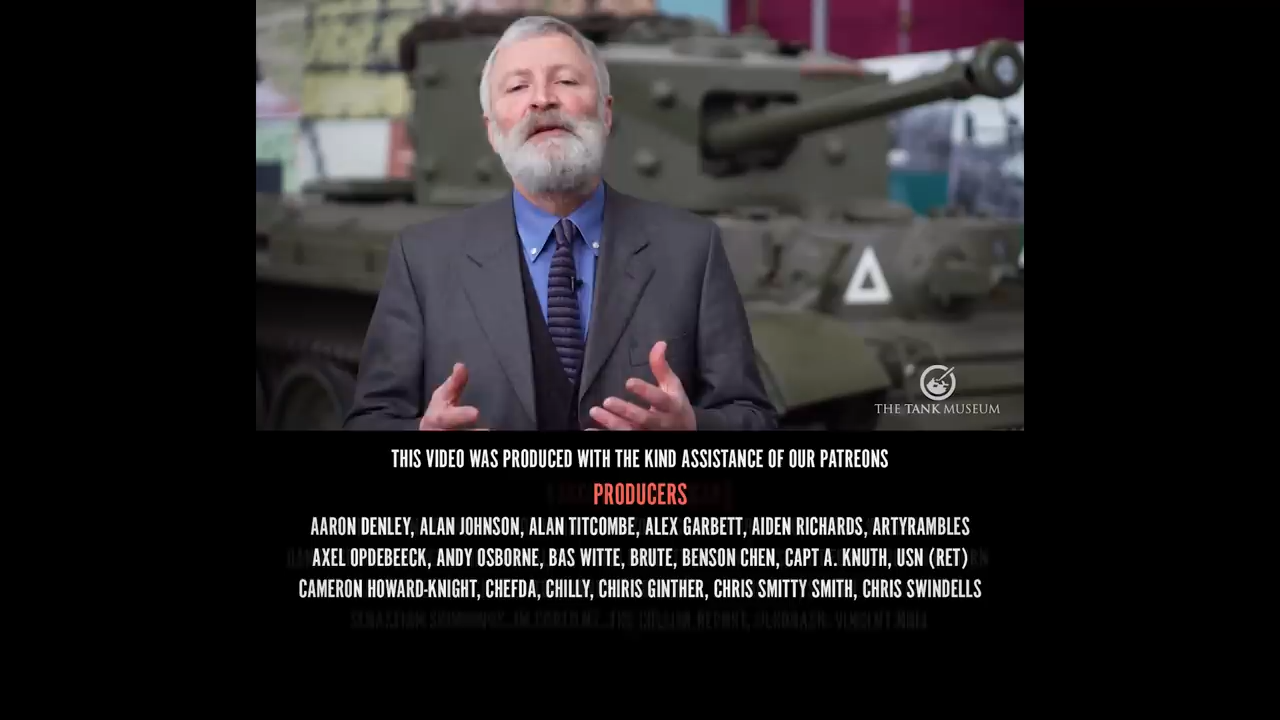 THE TANK MUSEUM
THIS VIDEO WAS PRODUCED WITH THE KIND ASSISTANCE OF OUR PATREONS
PRODUCERS
AARON DENLEY, ALAN JOHNSON, ALAN TITCOMBE, ALEX GARBETT, AIDEN RICHARDS, ARTYRAMBLES
AXEL OPDEBEECK, ANDY OSBORNE, BAS WITTE, BRUTE, BENSON CHEN, CAPT A. KNUTH, USN (RET)
CAMERON HOWARD-KNIGHT, CHEFDA, CHILLY, CHIRIS GINTHER, CHRIS SMITTY SMITH, CHRIS SWINDELLS